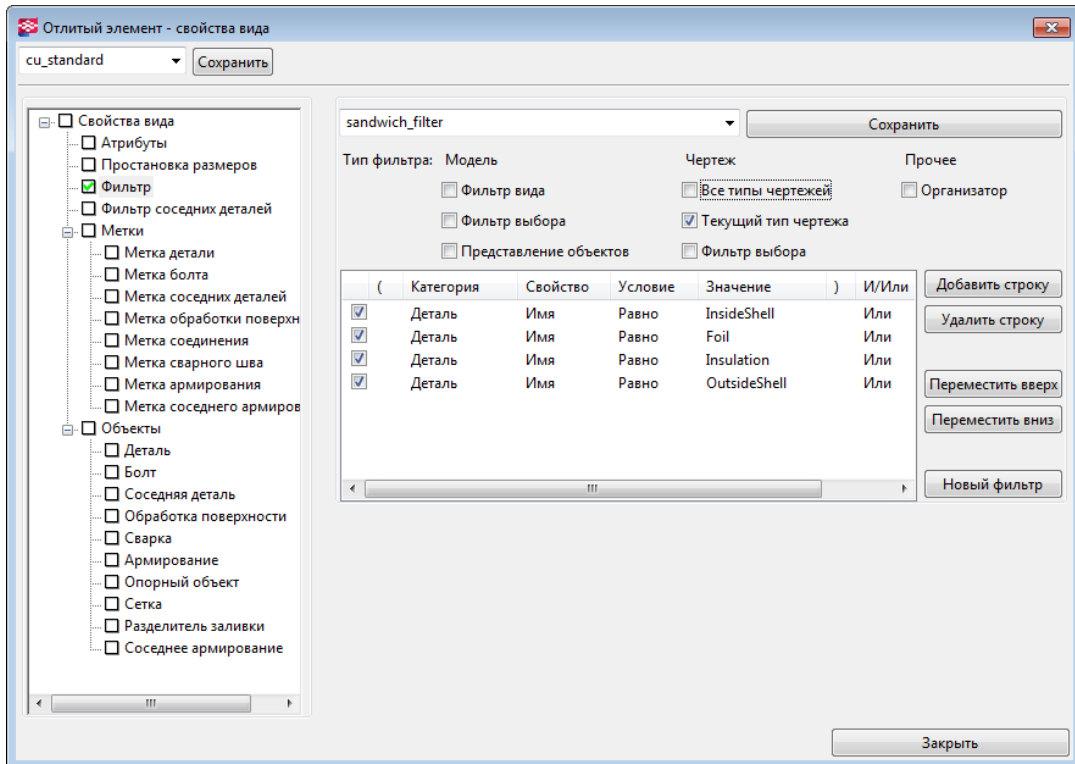 Отлитый элемент - свойства вида
cu_standard Сохранить
Свойства вида
Атрибуты
Простановка размеров
Фильтр
Фильтр соседних деталей
Метки
Метка детали
Метка болта
Метка соседних деталей
Метка обработки поверхн
Метка соединения
Метка сварного шва
Метка армирования
Метка соседнего армиров
Объекты
Деталь
Болт
Соседняя деталь
Обработка поверхности
Сварка
Армирование
Опорный объект
Сетка
Разделитель заливки
Соседнее армирование
sandwich_filter Сохранить
Тип фильтра: Модель Чертеж Прочее
Фильтр вида Все типы чертежей Организатор
Фильтр выбора Текущий тип чертежа
Представление объектов Фильтр выбора
( Категория Свойство Условие Значение ) И/Или
Деталь Имя Равно InsideShell Или
Деталь Имя Равно Foil Или
Деталь Имя Равно Insulation Или
Деталь Имя Равно OutsideShell Или
Добавить строку
Удалить строку
Переместить вверх
Переместить вниз
Новый фильтр
Закрыть